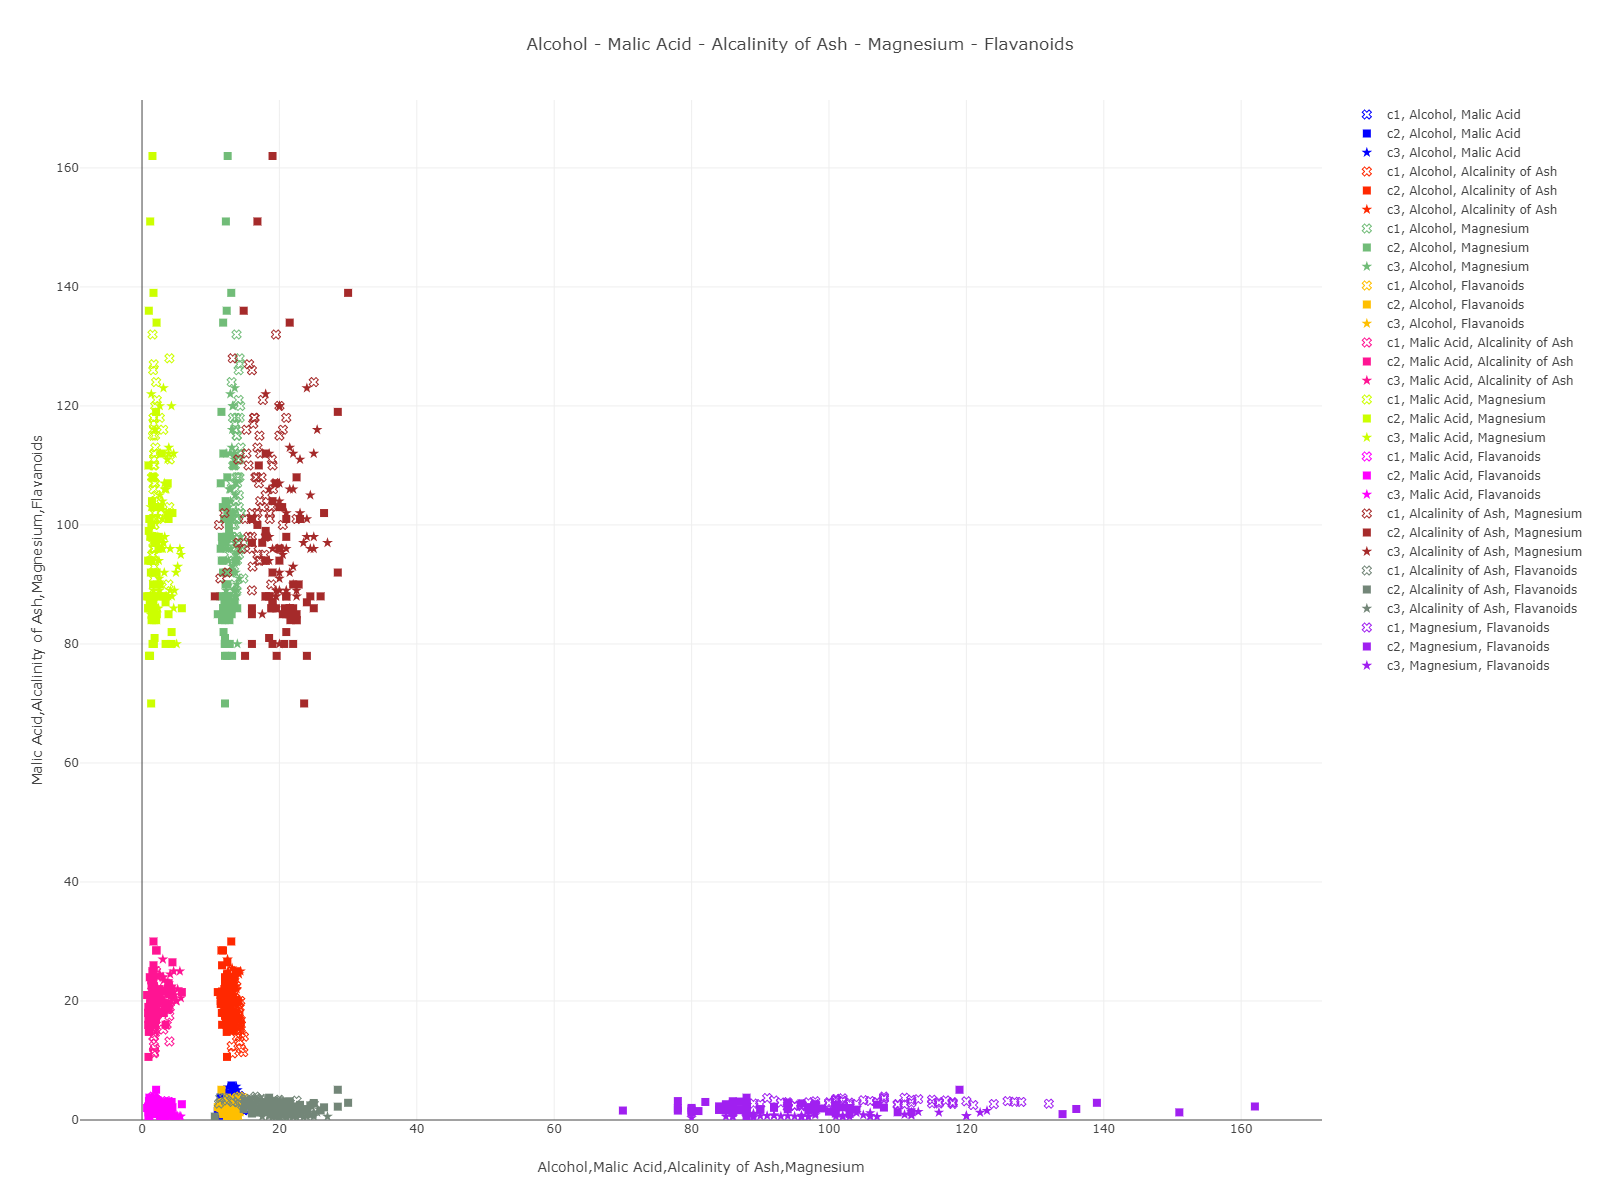 Alcohol - Malic Acid - Alcalinity of Ash - Magnesium - Flavanoids
Malic Acid,Alcalinity of Ash,Magnesium,Flavanoids
160
140
120
100
80
60
40
20
0
0 20 40 60 80 100 120 140 160
Alcohol,Malic Acid,Alcalinity of Ash,Magnesium
c1, Alcohol, Malic Acid
c2, Alcohol, Malic Acid
c3, Alcohol, Malic Acid
c1, Alcohol, Alcalinity of Ash
c2, Alcohol, Alcalinity of Ash
c3, Alcohol, Alcalinity of Ash
c1, Alcohol, Magnesium
c2, Alcohol, Magnesium
c3, Alcohol, Magnesium
c1, Alcohol, Flavanoids
c2, Alcohol, Flavanoids
c3, Alcohol, Flavanoids
c1, Malic Acid, Alcalinity of Ash
c2, Malic Acid, Alcalinity of Ash
c3, Malic Acid, Alcalinity of Ash
c1, Malic Acid, Magnesium
c2, Malic Acid, Magnesium
c3, Malic Acid, Magnesium
c1, Malic Acid, Flavanoids
c2, Malic Acid, Flavanoids
c3, Malic Acid, Flavanoids
c1, Alcalinity of Ash, Magnesium
c2, Alcalinity of Ash, Magnesium
c3, Alcalinity of Ash, Magnesium
c1, Alcalinity of Ash, Flavanoids
c2, Alcalinity of Ash, Flavanoids
c3, Alcalinity of Ash, Flavanoids
c1, Magnesium, Flavanoids
c2, Magnesium, Flavanoids
c3, Magnesium, Flavanoids